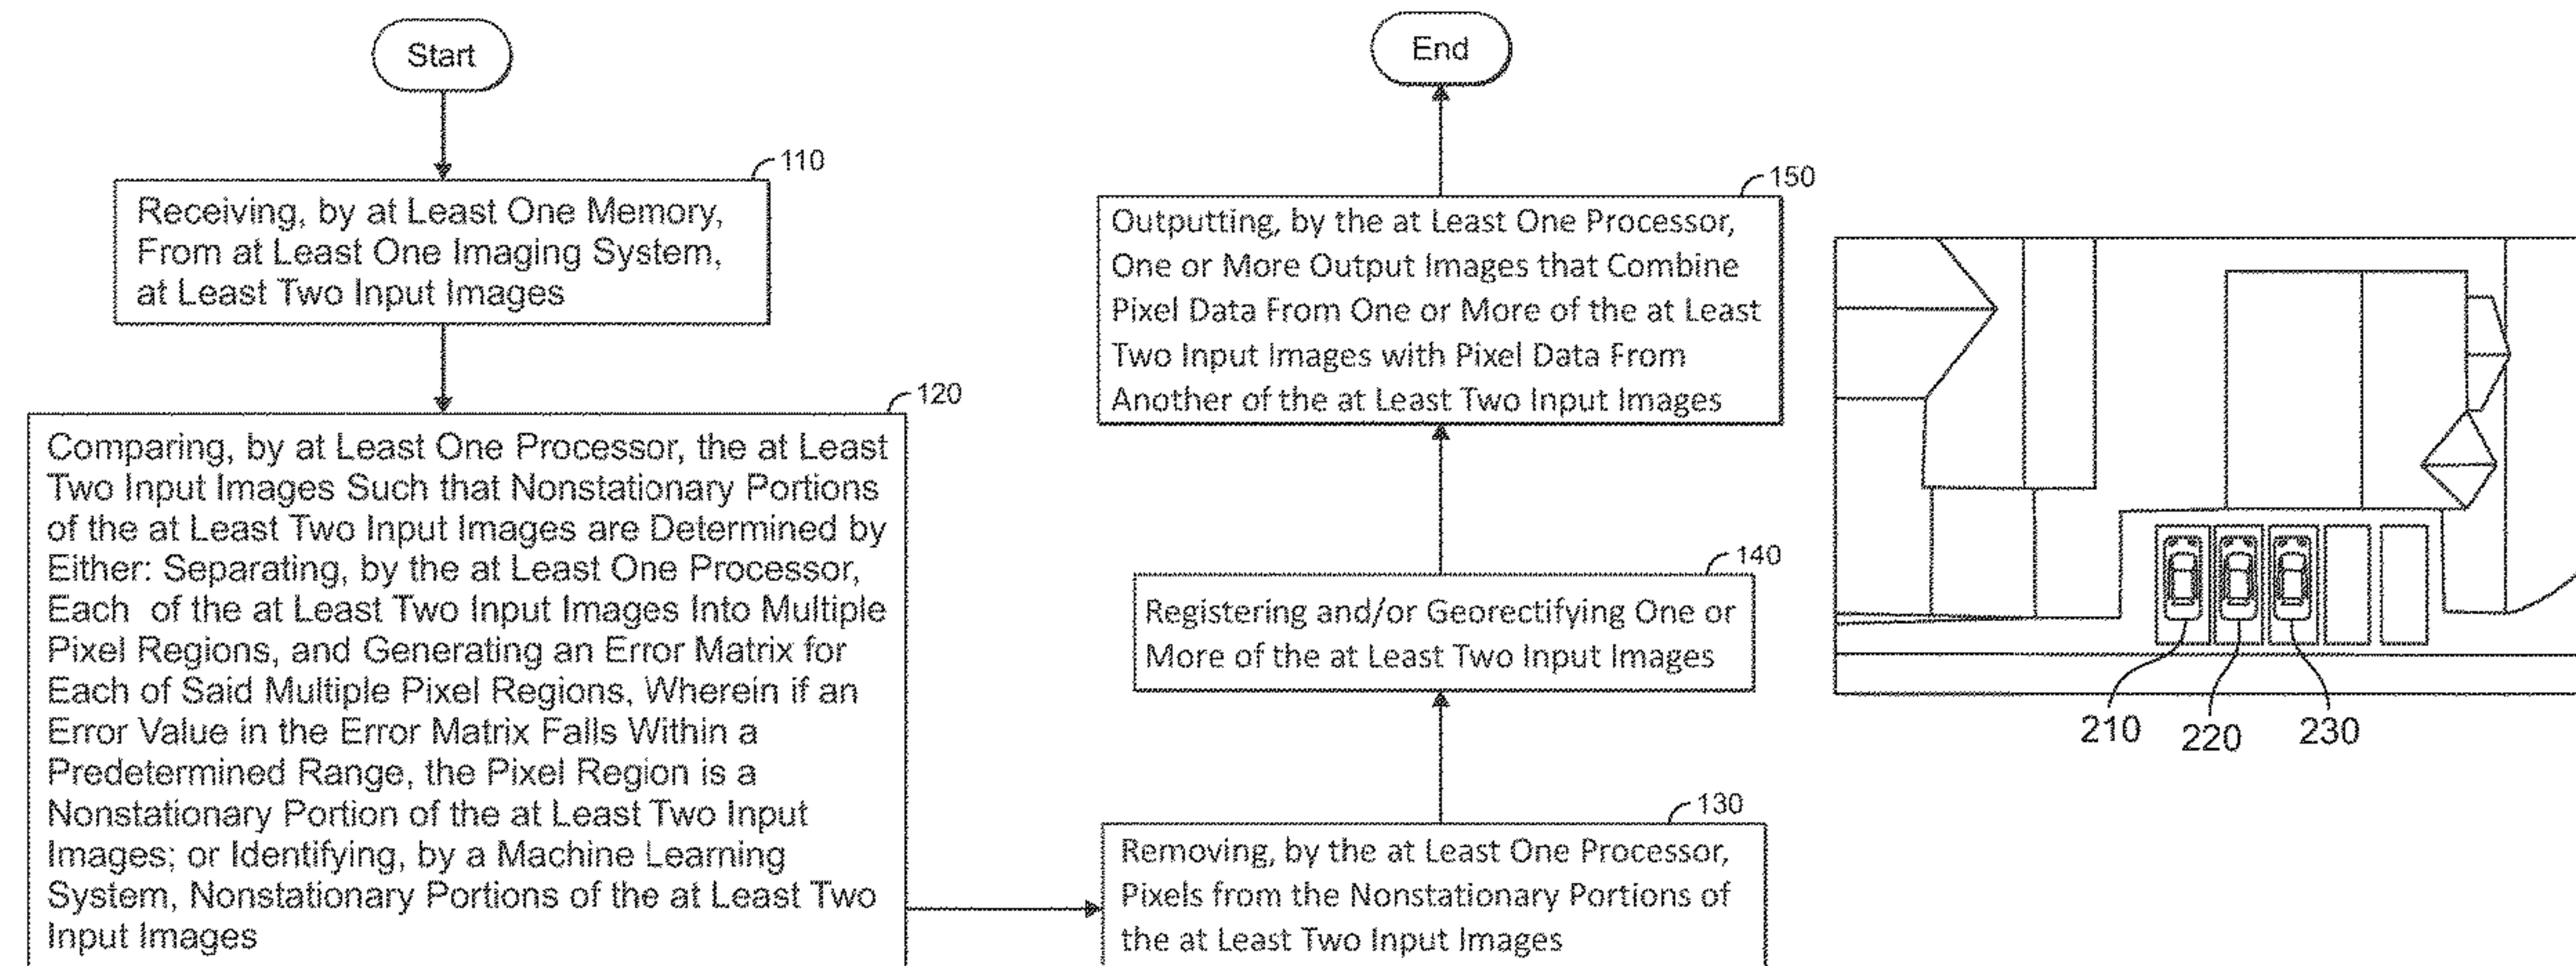 Start
110
Receiving, by at Least One Memory,
From at Least One Imaging System,
at Least Two Input Images
120
Comparing, by at Least One Processor, the at Least
Two Input Images Such that Nonstationary Portions
of the at Least Two Input Images are Determined by
Either: Separating, by the at Least One Processor,
Each of the at Least Two Input Images Into Multiple
Pixel Regions, and Generating an Error Matrix for
Each of Said Multiple Pixel Regions, Wherein if an
Error Value in the Error Matrix Falls Within a
Predetermined Range, the Pixel Region is a
Nonstationary Portion of the at Least Two Input
Images; or Identifying, by a Machine Learning
System, Nonstationary Portions of the at Least Two
Input Images
130
Removing, by the at Least One Processor,
Pixels from the Nonstationary Portions of
the at Least Two Input Images
140
Registering and/or Georectifying One or
More of the at Least Two Input Images
150
Outputting, by the at Least One Processor,
One or More Output Images that Combine
Pixel Data From One or More of the at Least
Two Input Images with Pixel Data From
Another of the at Least Two Input Images
End
210
220
230